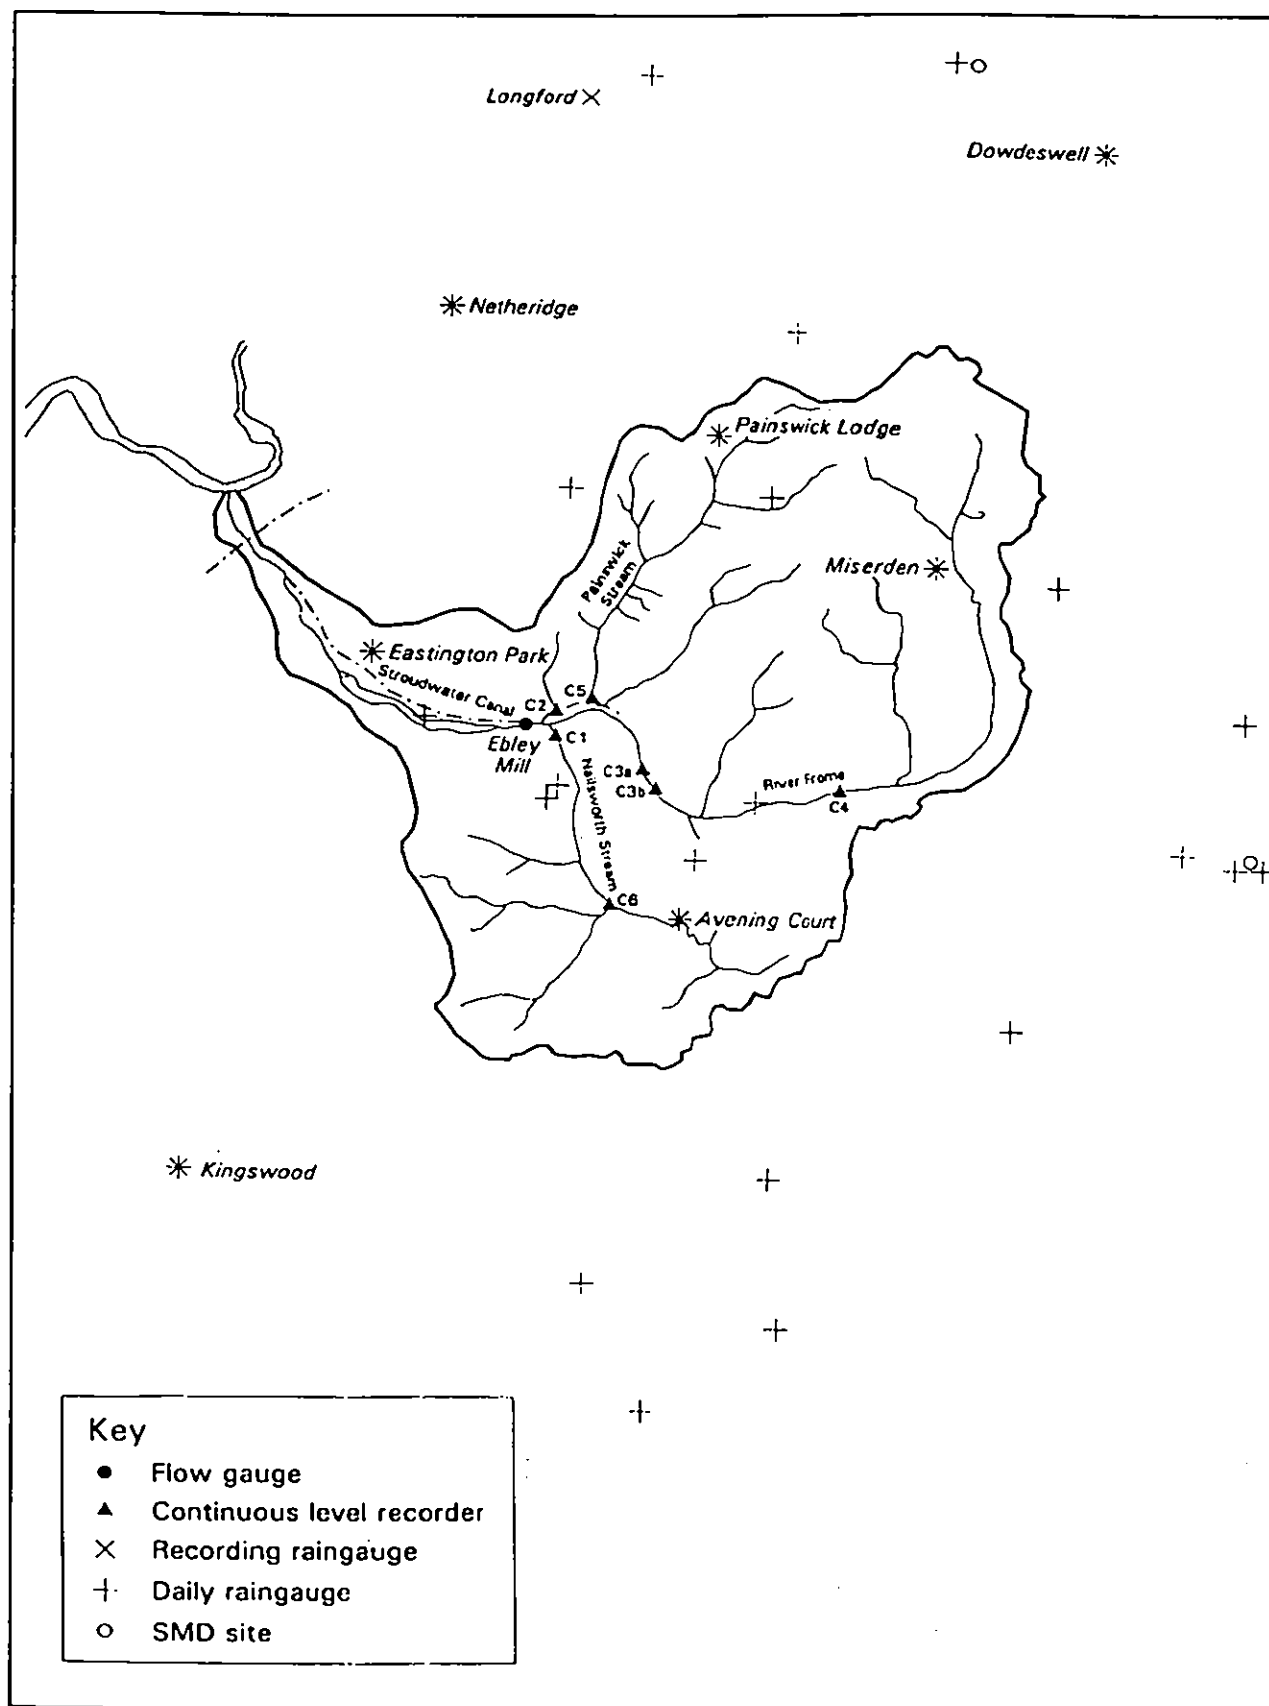 Longford
Dowdeswell
Netheridge
Painswick Lodge
Painswick
Stream
Miserden
Eastington Park
Stroudwater Canal
C5
C2
C1
Ebley
Mill
C3a
C3b
River Frome
C4
Nailsworth Stream
C6
Avening Court
Kingswood
Key
Flow gauge
Continuous level recorder
Recording raingauge
Daily raingauge
SMD site